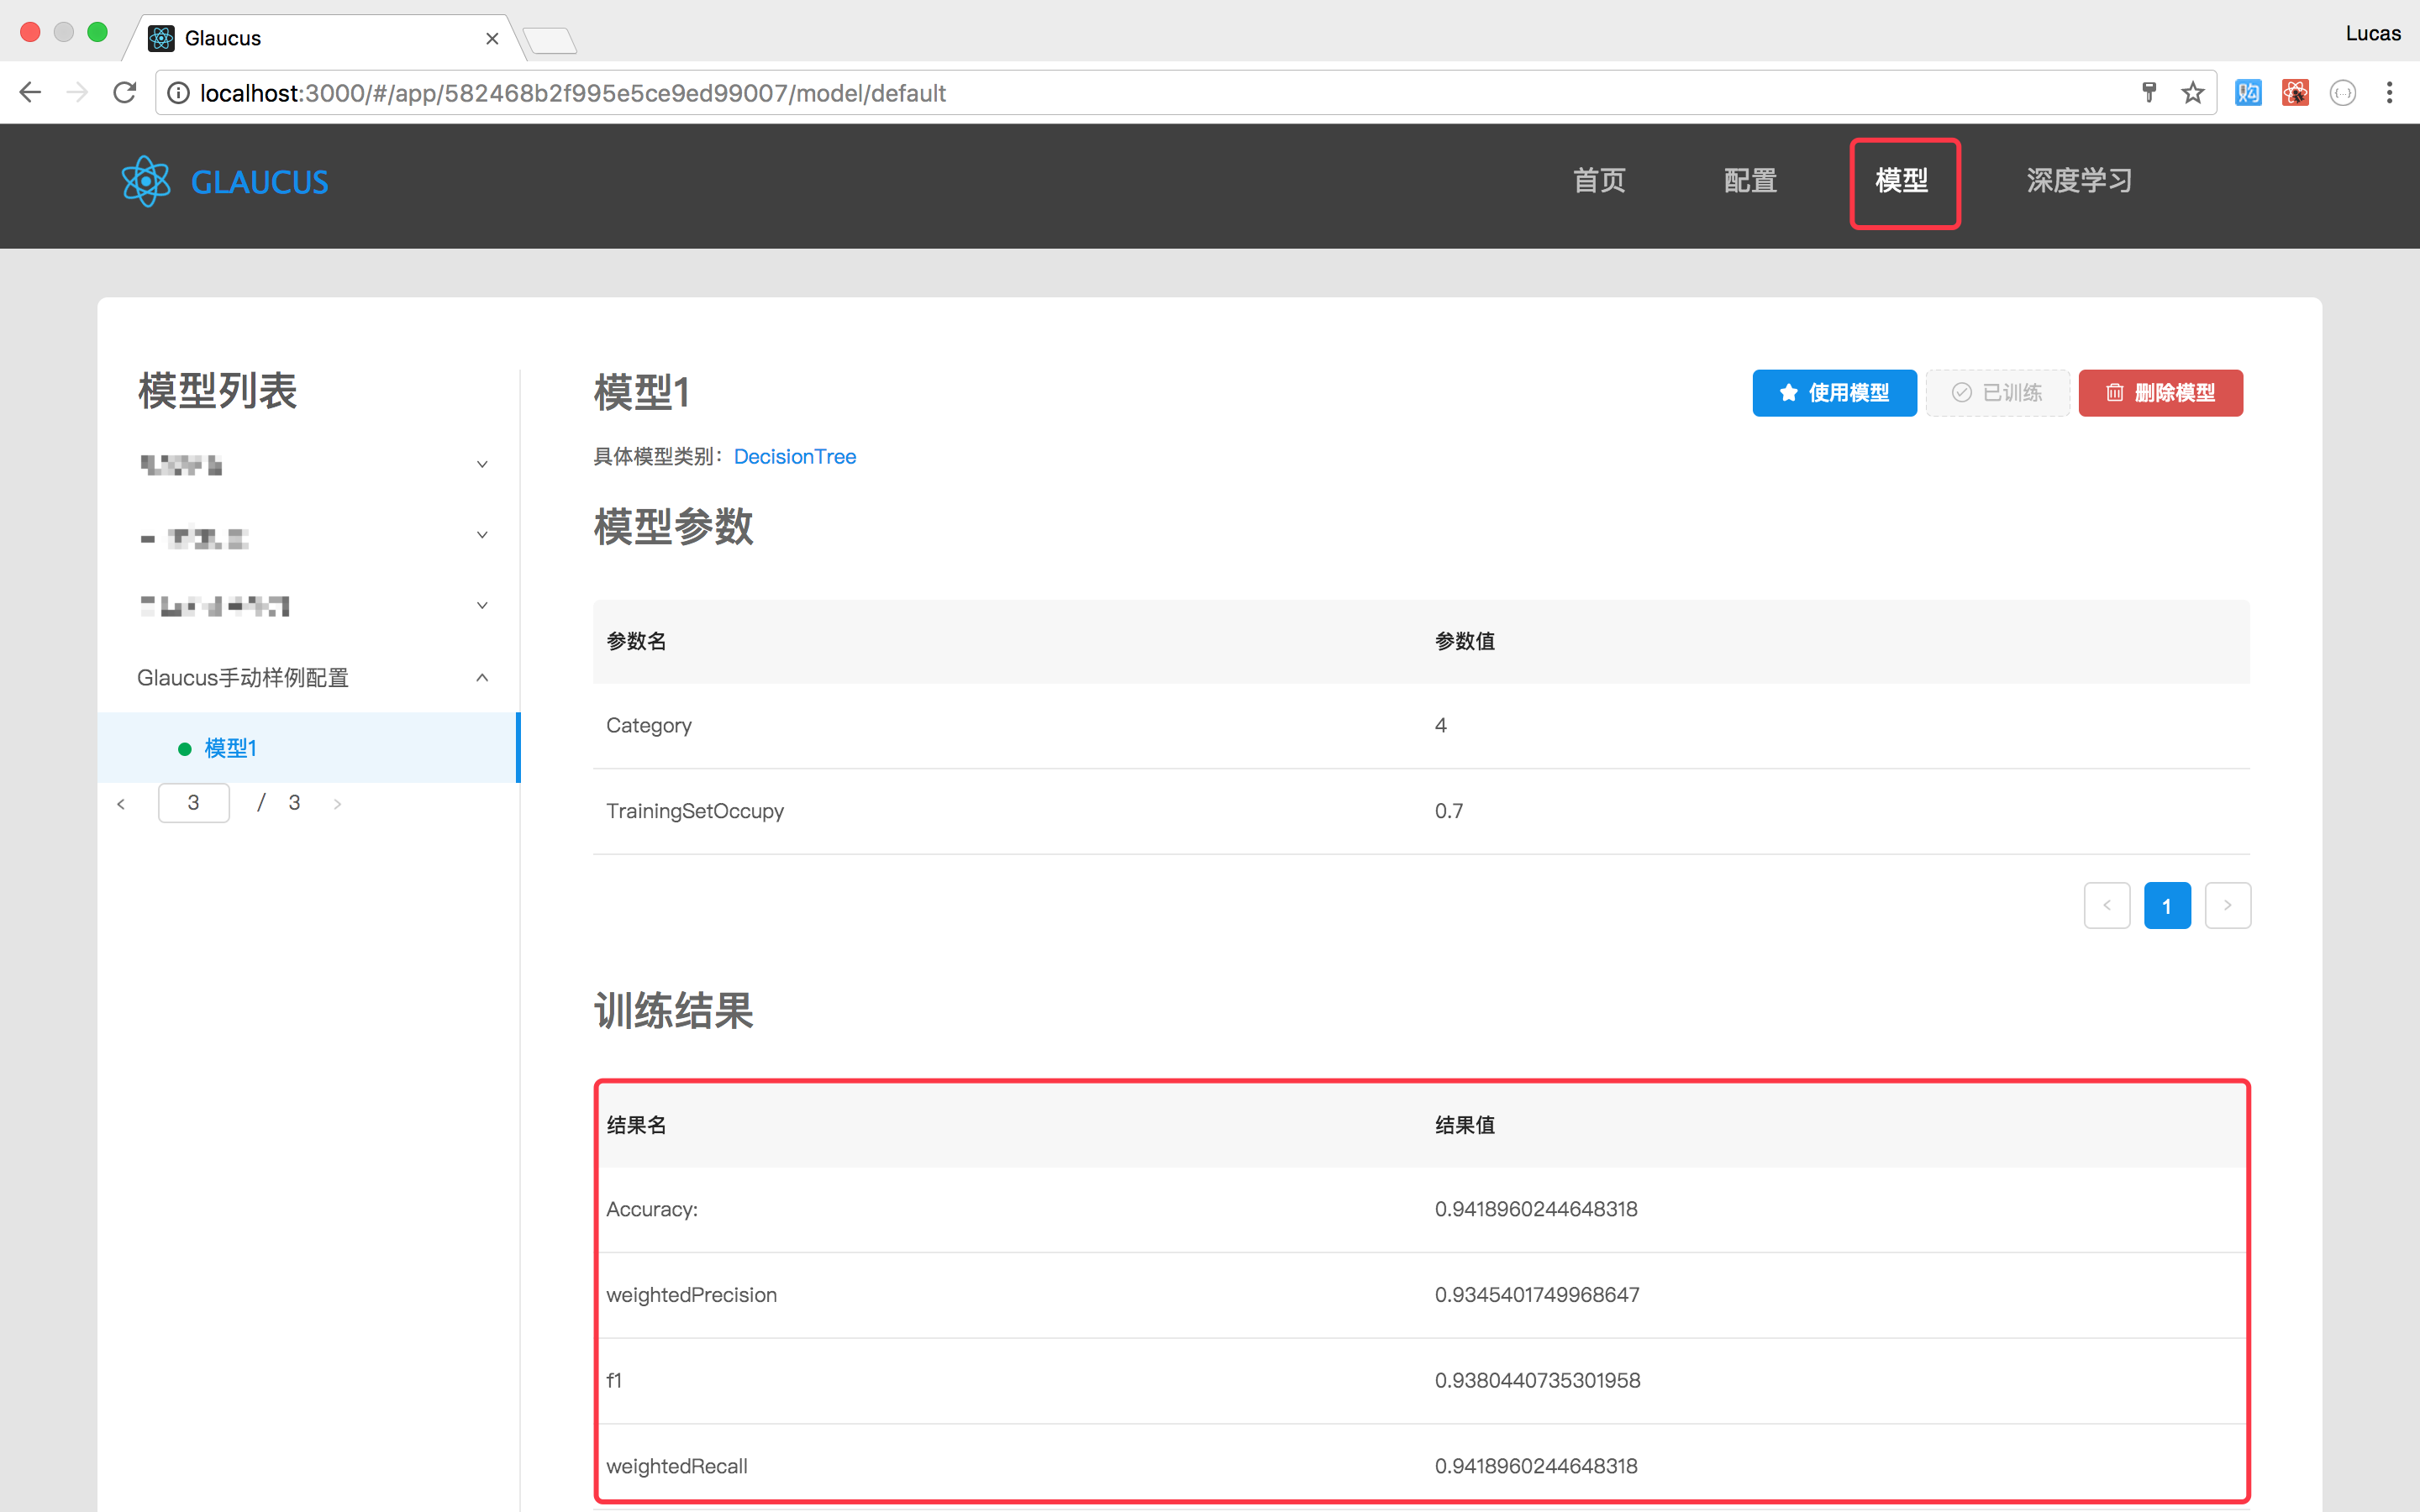 Glaucus
Lucas
localhost:3000/#/app/582468b2f995e5ce9ed99007/model/default
购
GLAUCUS
首页 配置 模型 深度学习
模型列表
Glaucus手动样例配置
模型1
3 / 3
模型1
使用模型 已训练 删除模型
具体模型类别：DecisionTree
模型参数
参数名 参数值
Category 4
TrainingSetOccupy 0.7
1
训练结果
结果名 结果值
Accuracy: 0.9418960244648318
weightedPrecision 0.9345401749968647
f1 0.9380440735301958
weightedRecall 0.9418960244648318